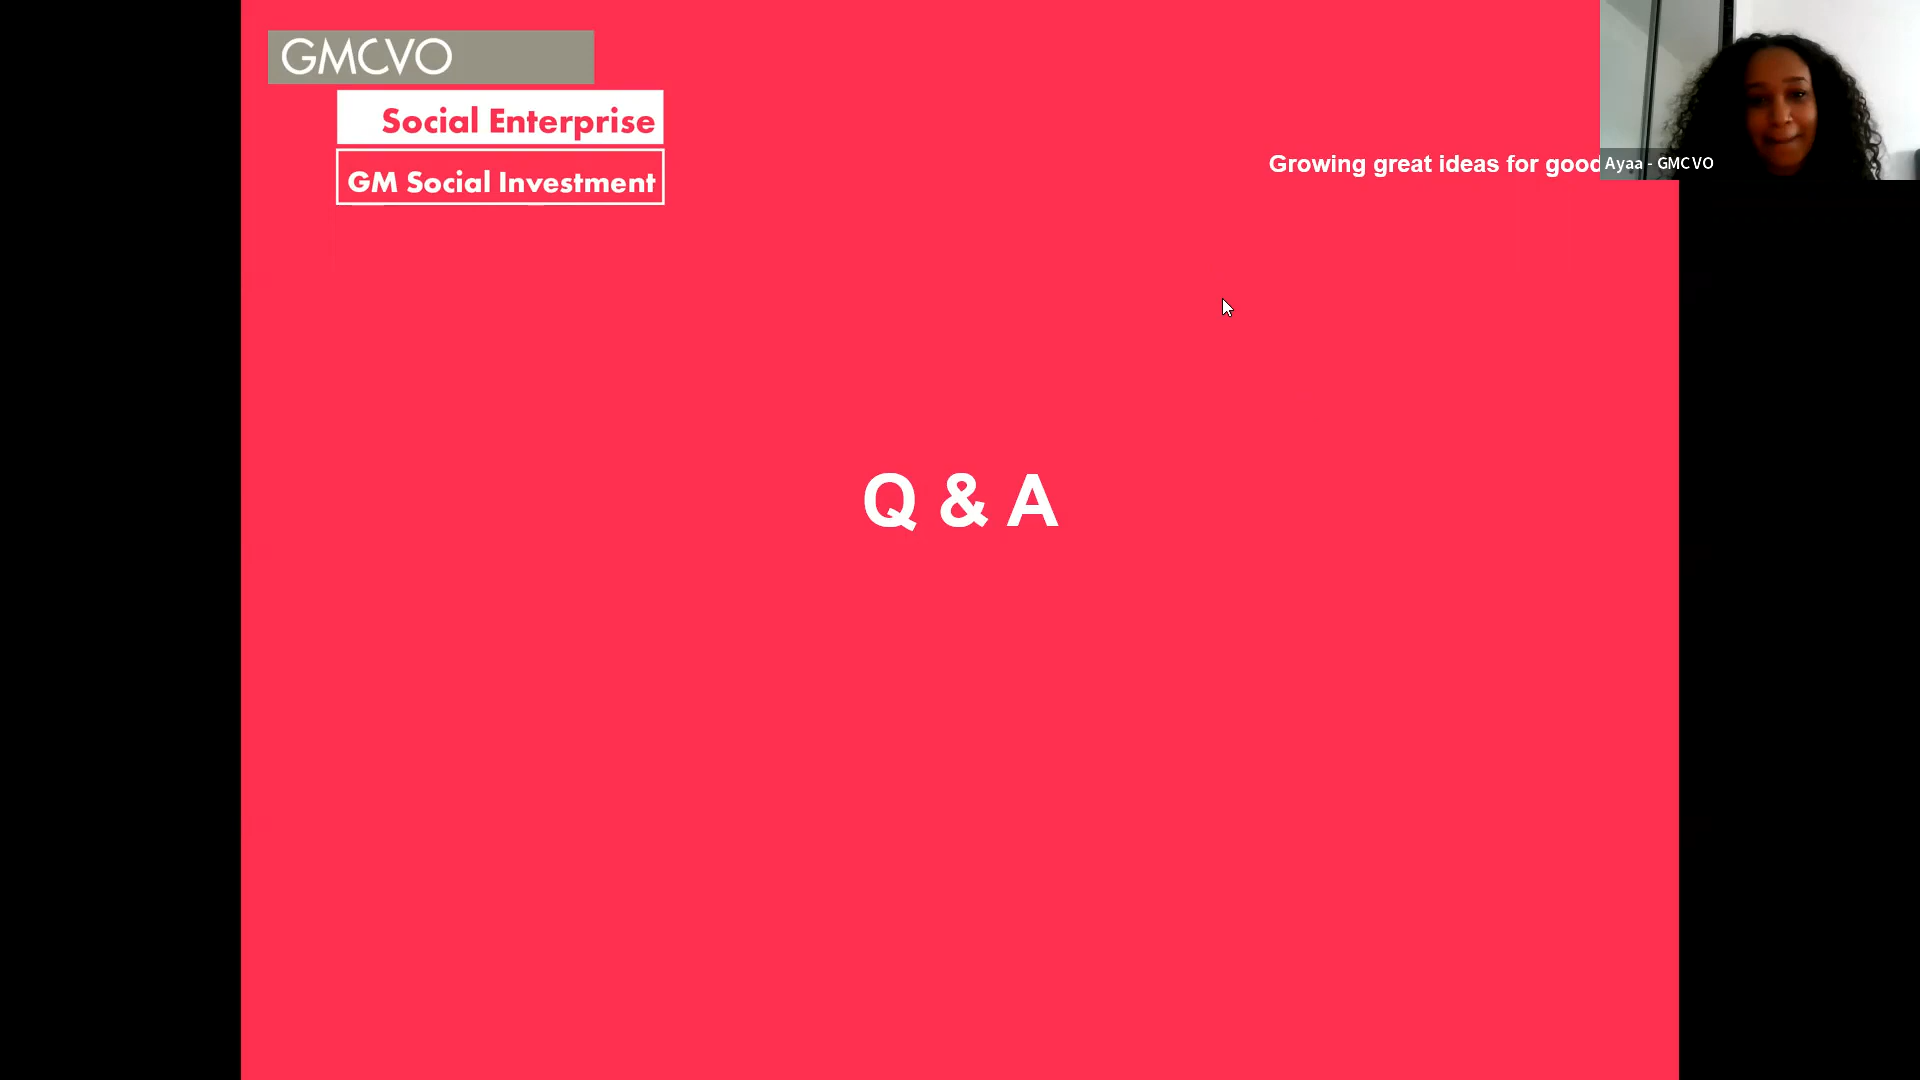 GMCVO
Social Enterprise
GM Social Investment
Growing great ideas for good
Ayaa - GMCVO
Q & A